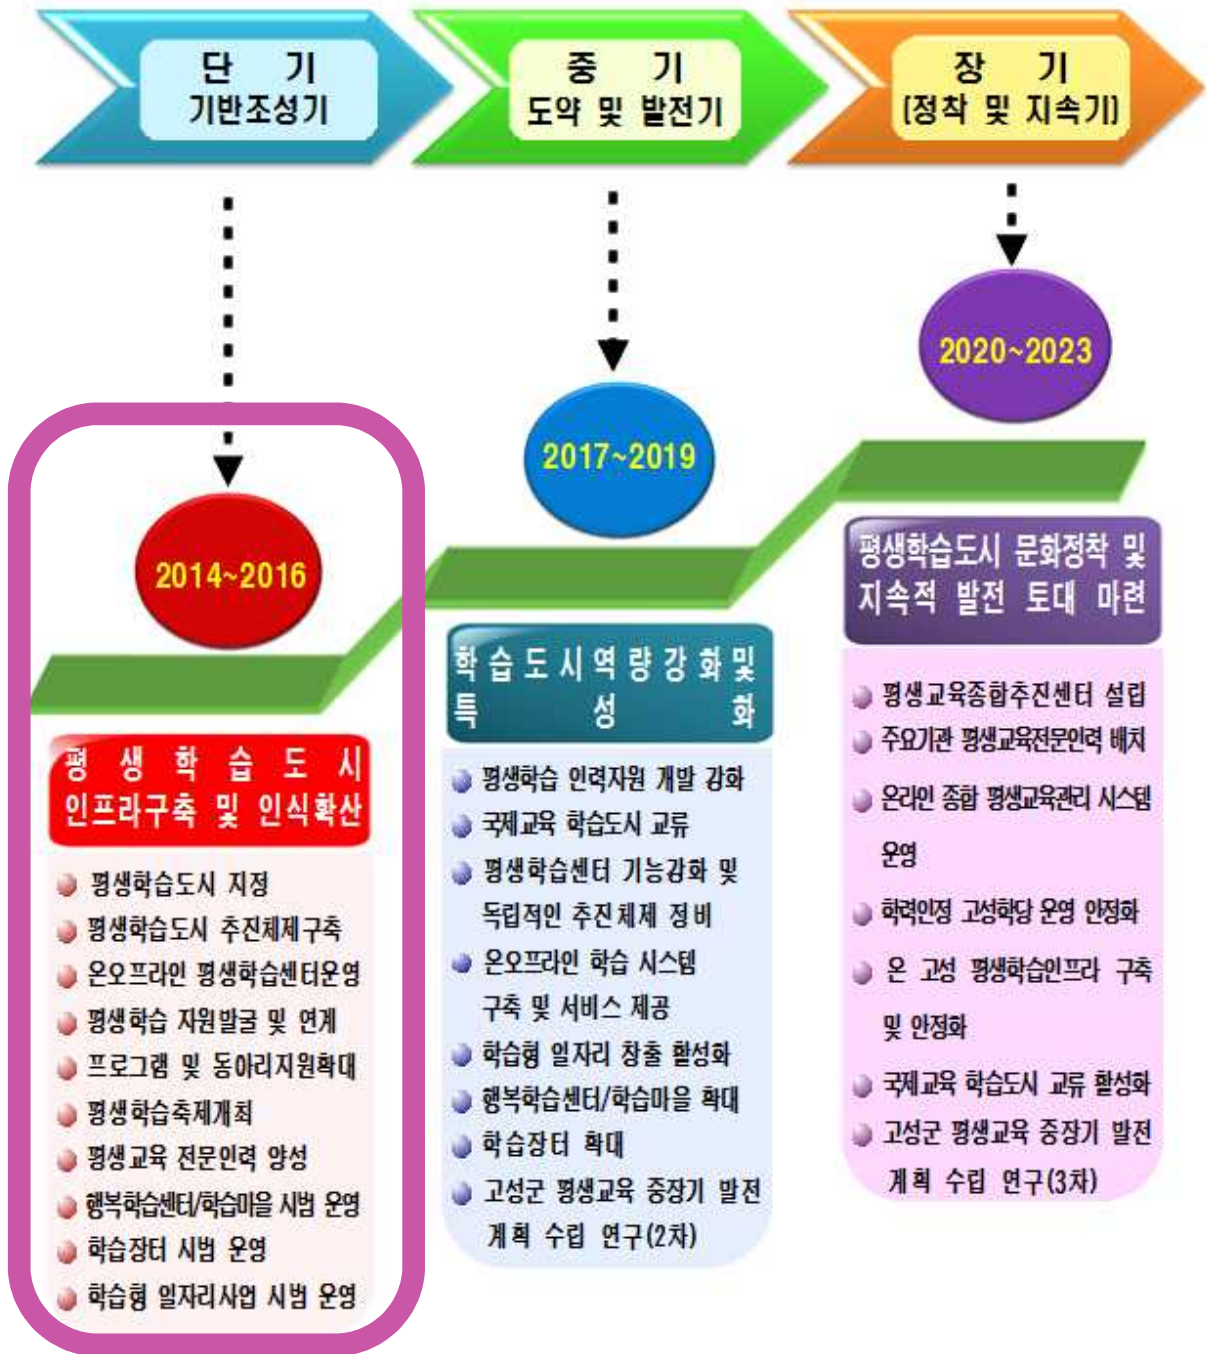 단 기
기반조성기
중 기
도약 및 발전기
장 기
(정착 및 지속기)
2014~2016
평 생 학 습 도 시
인프라구축 및 인식확산
평생학습도시 지정
평생학습도시 추진체제구축
온오프라인 평생학습센터운영
평생학습 자원발굴 및 연계
프로그램 및 동아리지원확대
평생학습축제개최
평생교육 전문인력 양성
행복학습센터/학습마을 시범 운영
학습장터 시범 운영
학습형 일자리사업 시범 운영
2017~2019
학습도시역량강화및
특 성 화
평생학습 인력자원 개발 강화
국제교육 학습도시 교류
평생학습센터 기능강화 및
독립적인 추진체제 정비
온오프라인 학습 시스템
구축 및 서비스 제공
학습형 일자리 창출 활성화
행복학습센터/학습마을 확대
학습장터 확대
고성군 평생교육 중장기 발전
계획 수립 연구(2차)
2020~2023
평생학습도시 문화정착 및
지속적 발전 토대 마련
평생교육종합추진센터 설립
주요기관 평생교육전문인력 배치
온라인 종합 평생교육관리 시스템
운영
학력인정 고성학당 운영 안정화
온 고성 평생학습인프라 구축
및 안정화
국제교육 학습도시 교류 활성화
고성군 평생교육 중장기 발전
계획 수립 연구(3차)